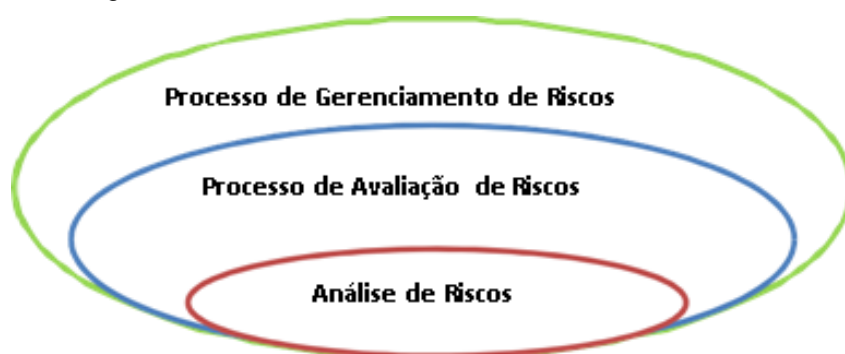 Processo de Gerenciamento de Riscos
Processo de Avaliação de Riscos
Análise de Riscos